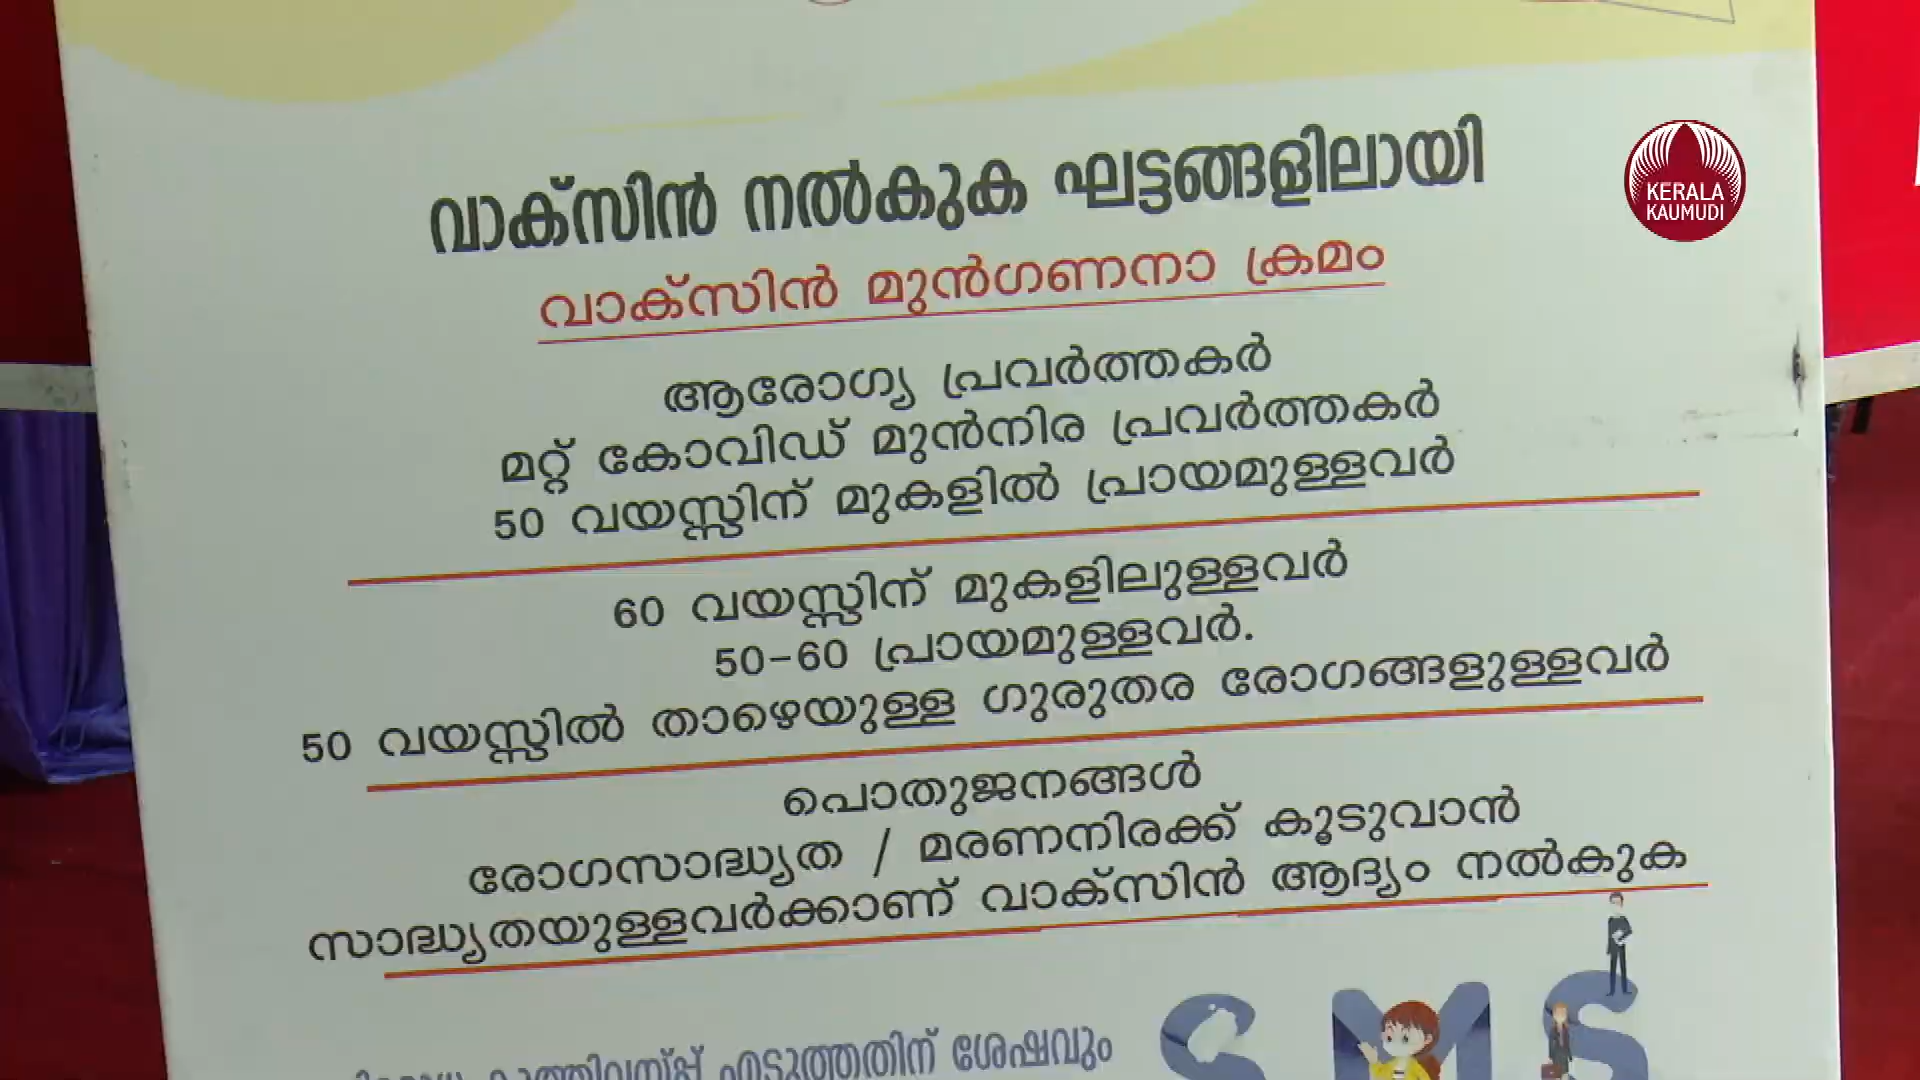 വാക്സിൻ നൽകുക ഘട്ടങ്ങളിലായി
KERALA
KAUMUDI
വാക്സിൻ മുൻഗണനാ ക്രമം
ആരോഗ്യ പ്രവർത്തകർ
മറ്റ് കോവിഡ് മുൻനിര പ്രവർത്തകർ
50 വയസ്സിന് മുകളിൽ പ്രായമുള്ളവർ
60 വയസ്സിന് മുകളിലുള്ളവർ
50-60 പ്രായമുള്ളവർ.
50 വയസ്സിൽ താഴെയുള്ള ഗുരുതര രോഗങ്ങളുള്ളവർ
പൊതുജനങ്ങൾ
രോഗസാദ്ധ്യത / മരണനിരക്ക് കൂടുവാൻ
സാദ്ധ്യതയുള്ളവർക്കാണ് വാക്സിൻ ആദ്യം നൽകുക
എടുത്തതിന് ശേഷവും
SMS